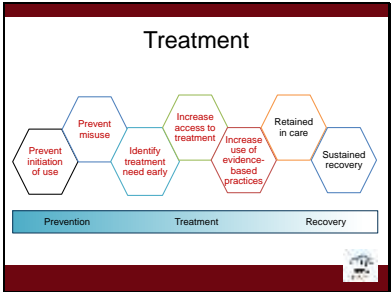 Treatment
Prevent
initiation
of use
Prevent
misuse
Identify
treatment
need early
Increase
access to
treatment
Increase
use of
evidence-
based
practices
Retained
in care
Sustained
recovery
Prevention Treatment Recovery